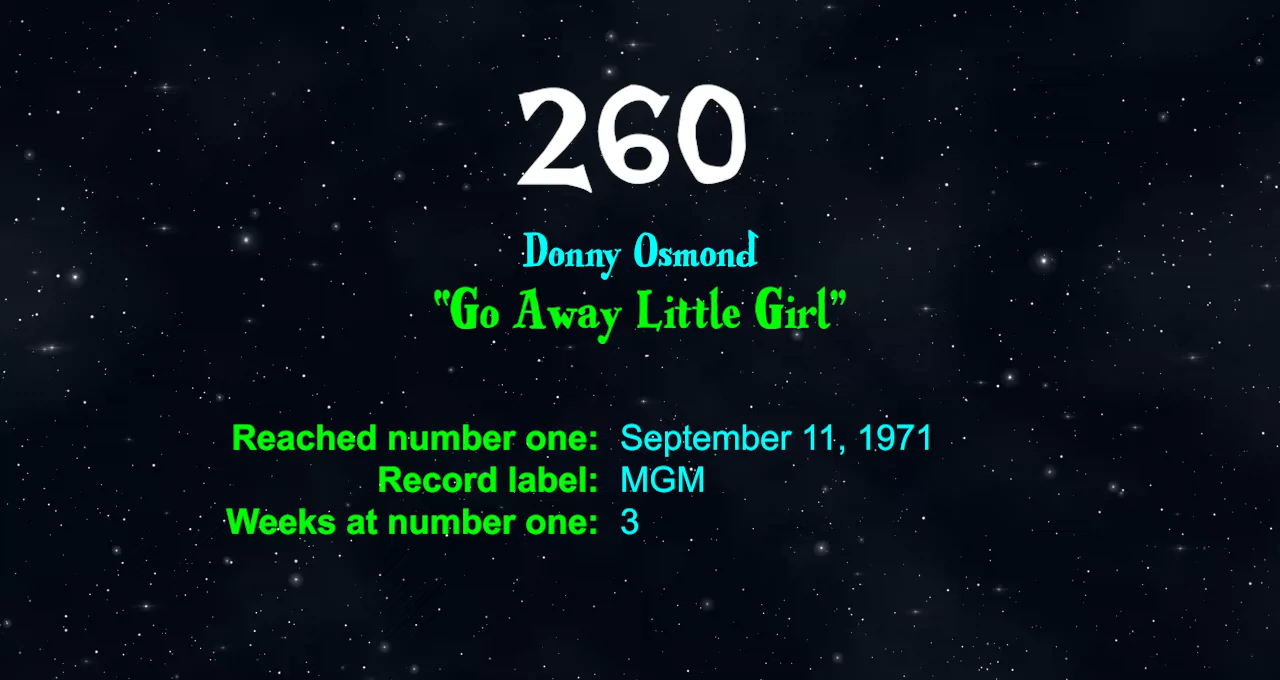 260
Donny Osmond
"Go Away Little Girl"
Reached number one: September 11, 1971
Record label: MGM
Weeks at number one: 3